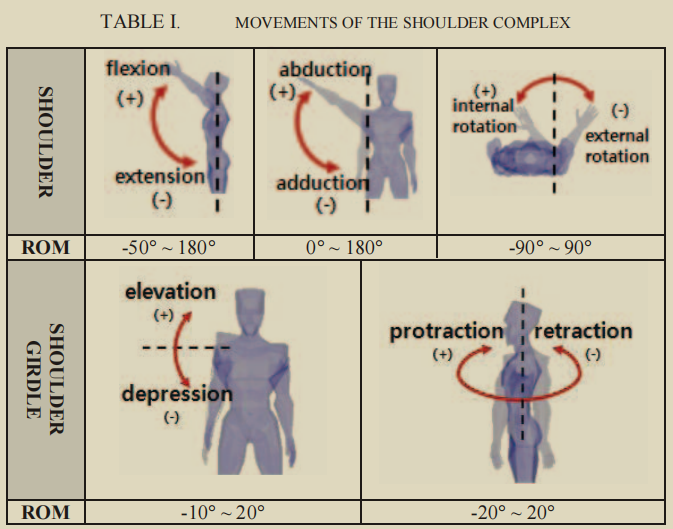 TABLE I. MOVEMENTS OF THE SHOULDER COMPLEX
SHOULDER
flexion
(+)
extension
(-)
abduction
(+)
adduction
(-)
(+)
internal
rotation
(-)
external
rotation
ROM -50° ~ 180° 0° ~ 180° -90° ~ 90°
SHOULDER
GIRDLE
elevation
(+)
depression
(-)
protraction
(+)
retraction
(-)
ROM -10° ~ 20° -20° ~ 20°